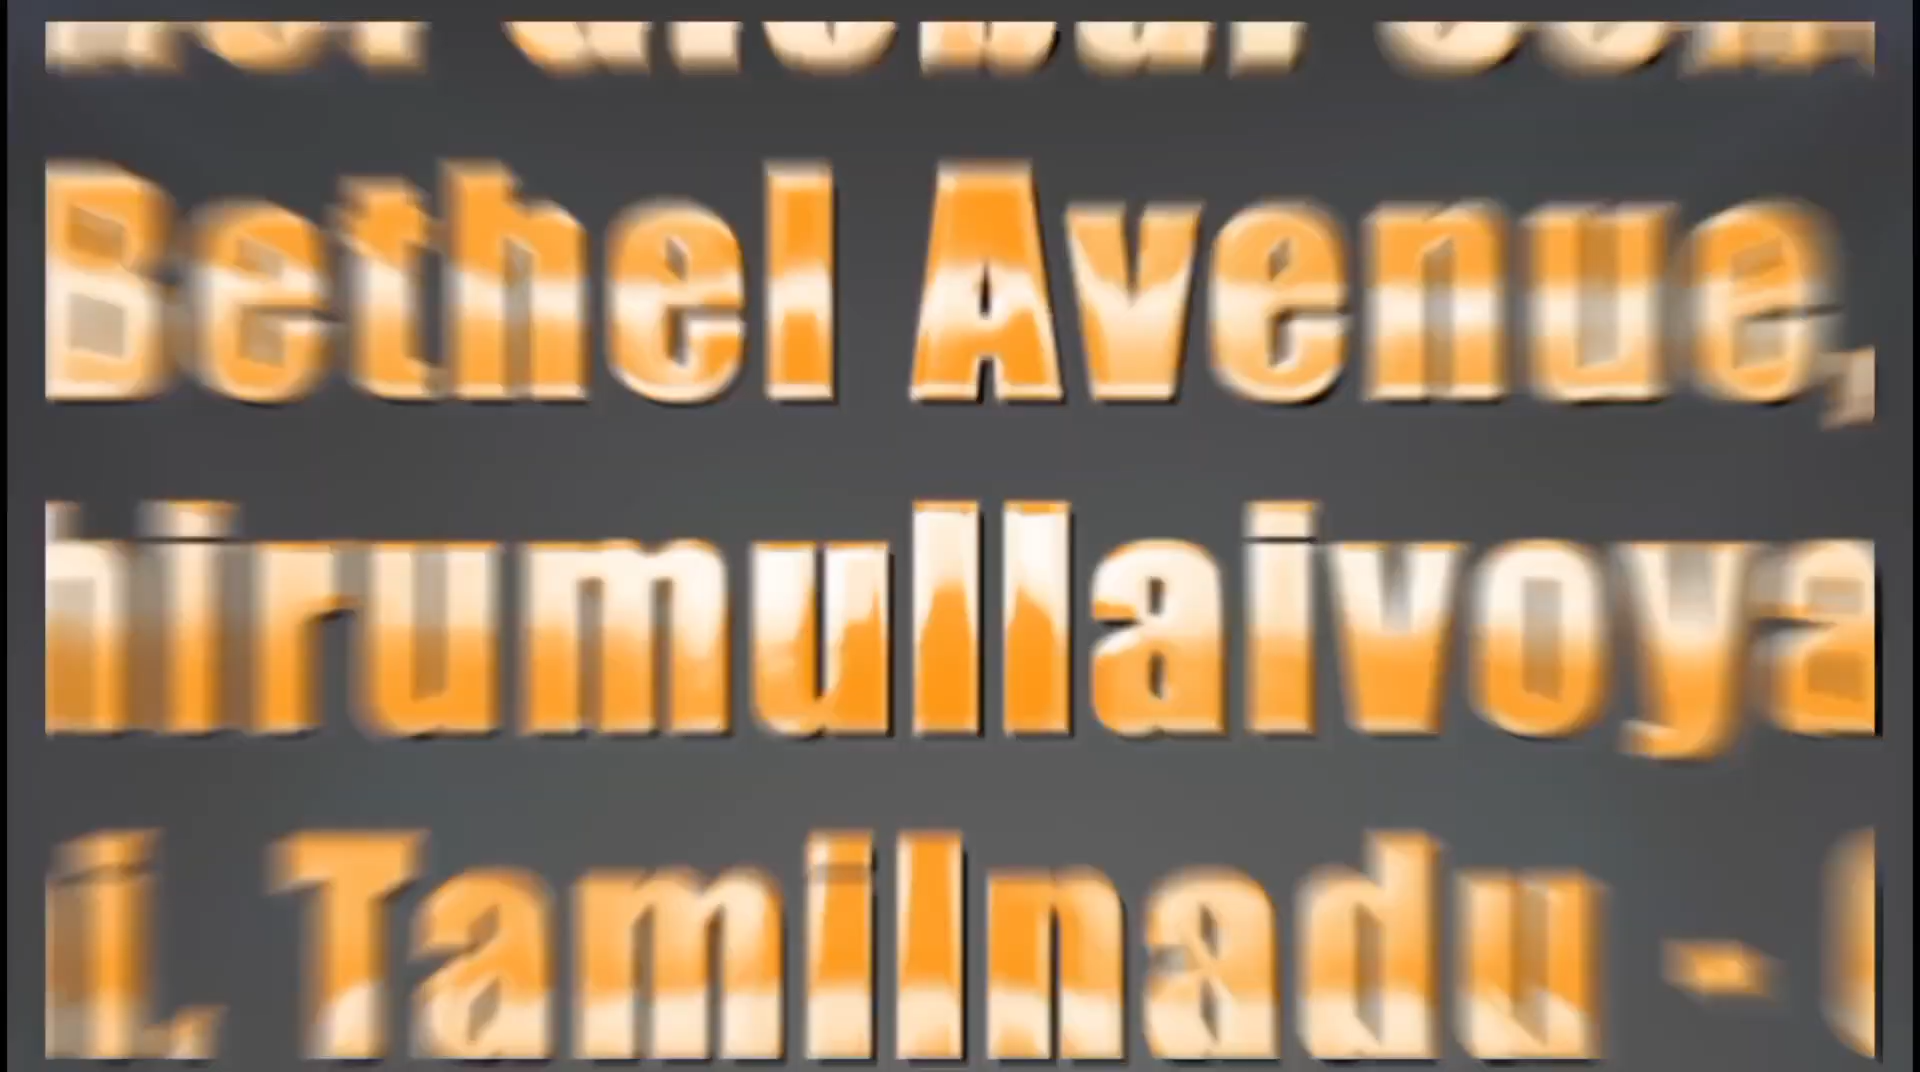 Bethel Avenue,
hirumullaivoya
i, Tamilnadu -